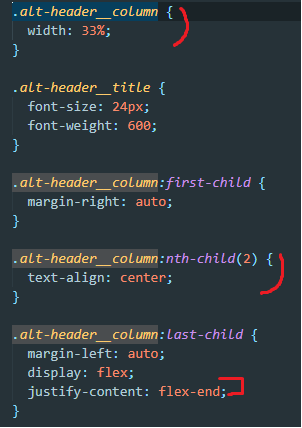 .alt-header__column {
width: 33%;
}
.alt-header__title {
font-size: 24px;
font-weight: 600;
}
.alt-header__column:first-child {
margin-right: auto;
}
.alt-header__column:nth-child(2) {
text-align: center;
}
.alt-header__column:last-child {
margin-left: auto;
display: flex;
justify-content: flex-end;
}